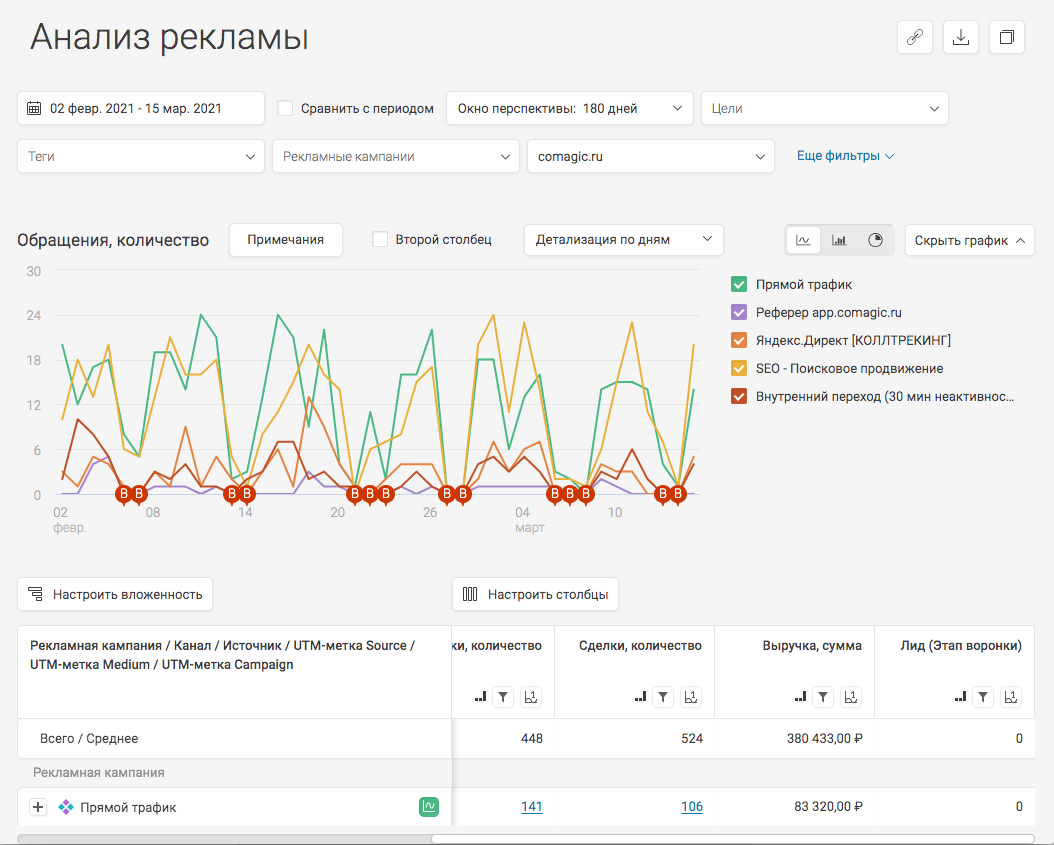 Анализ рекламы
02 февр. 2021 - 15 мар. 2021
Сравнить с периодом
Окно перспективы: 180 дней
Цели
Теги
Рекламные кампании
comagic.ru
Еще фильтры
Обращения, количество
Примечания
Второй столбец
Детализация по дням
Скрыть график
30
24
18
12
6
0
В В В В В В В В В В В В В В
02 08 14 20 26 04 10
февр. март
Прямой трафик
Реферер app.comagic.ru
Яндекс.Директ [КОЛЛТРЕКИНГ]
SEO - Поисковое продвижение
Внутренний переход (30 мин неактивнос...
Настроить вложенность
Настроить столбцы
Рекламная кампания / Канал / Источник / UTM-метка Source /
UTM-метка Medium / UTM-метка Campaign
ки, количество
Сделки, количество
Выручка, сумма
Лид (Этап воронки)
1 1 1 1
Всего / Среднее 448 524 380 433,00 ₽ 0
Рекламная кампания
Прямой трафик 141 106 83 320,00 ₽ 0